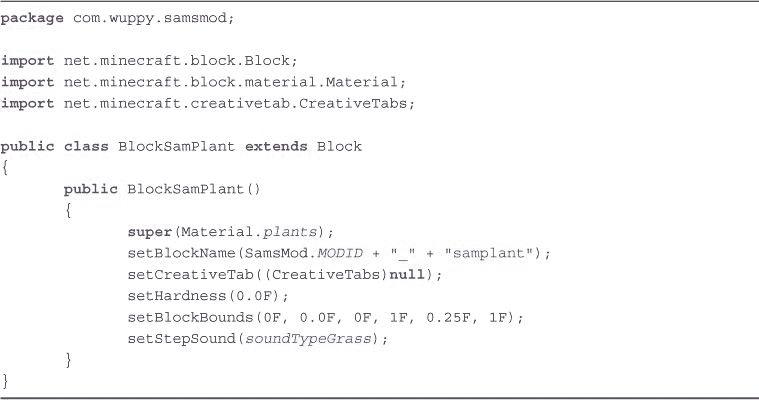 package com.wuppy.samsmod;

import net.minecraft.block.Block;
import net.minecraft.block.material.Material;
import net.minecraft.creativetab.CreativeTabs;

public class BlockSamPlant extends Block
{
       public BlockSamPlant()
       {
              super(Material.plants);
              setBlockName(SamsMod.MODID + "_" + "samplant");
              setCreativeTab((CreativeTabs)null);
              setHardness(0.0F);
              setBlockBounds(0F, 0.0F, 0F, 1F, 0.25F, 1F);
              setStepSound(soundTypeGrass);
       }
}